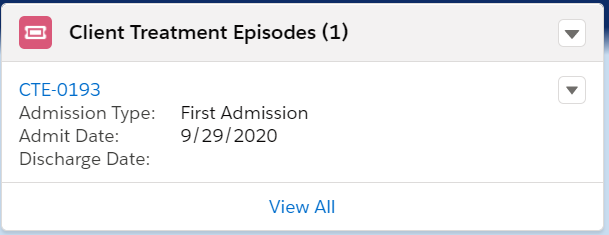 Client Treatment Episodes (1)
CTE-0193
Admission Type: First Admission
Admit Date: 9/29/2020
Discharge Date:
View All